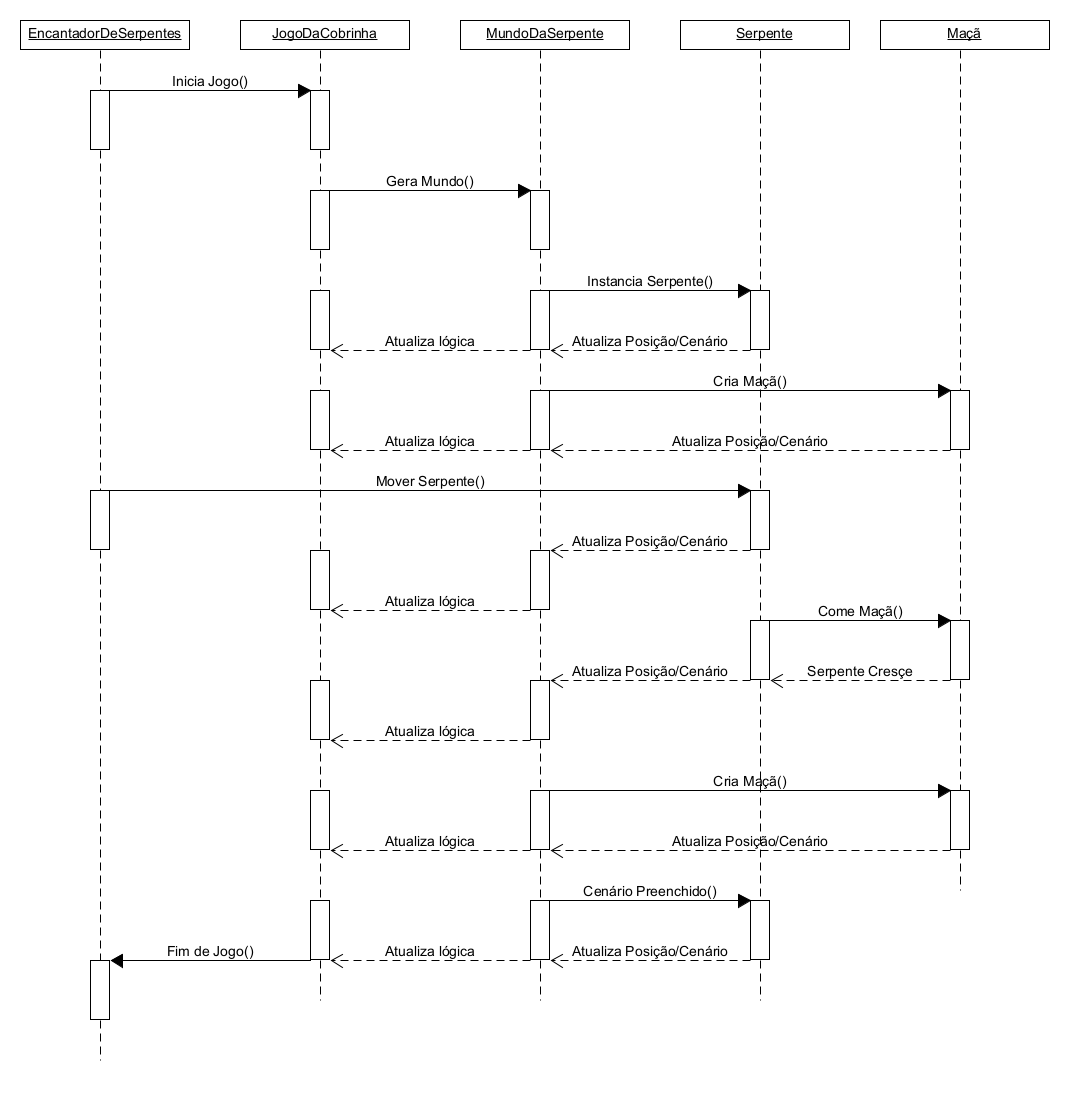 EncantadorDeSerpentes
JogoDaCobrinha
MundoDaSerpente
Serpente
Maçã
Inicia Jogo()
Gera Mundo()
Instancia Serpente()
Atualiza lógica
Atualiza Posição/Cenário
Cria Maçã()
Atualiza lógica
Atualiza Posição/Cenário
Mover Serpente()
Atualiza Posição/Cenário
Atualiza lógica
Come Maçã()
Atualiza Posição/Cenário
Serpente Cresçe
Atualiza lógica
Cria Maçã()
Atualiza lógica
Atualiza Posição/Cenário
Cenário Preenchido()
Fim de Jogo()
Atualiza lógica
Atualiza Posição/Cenário